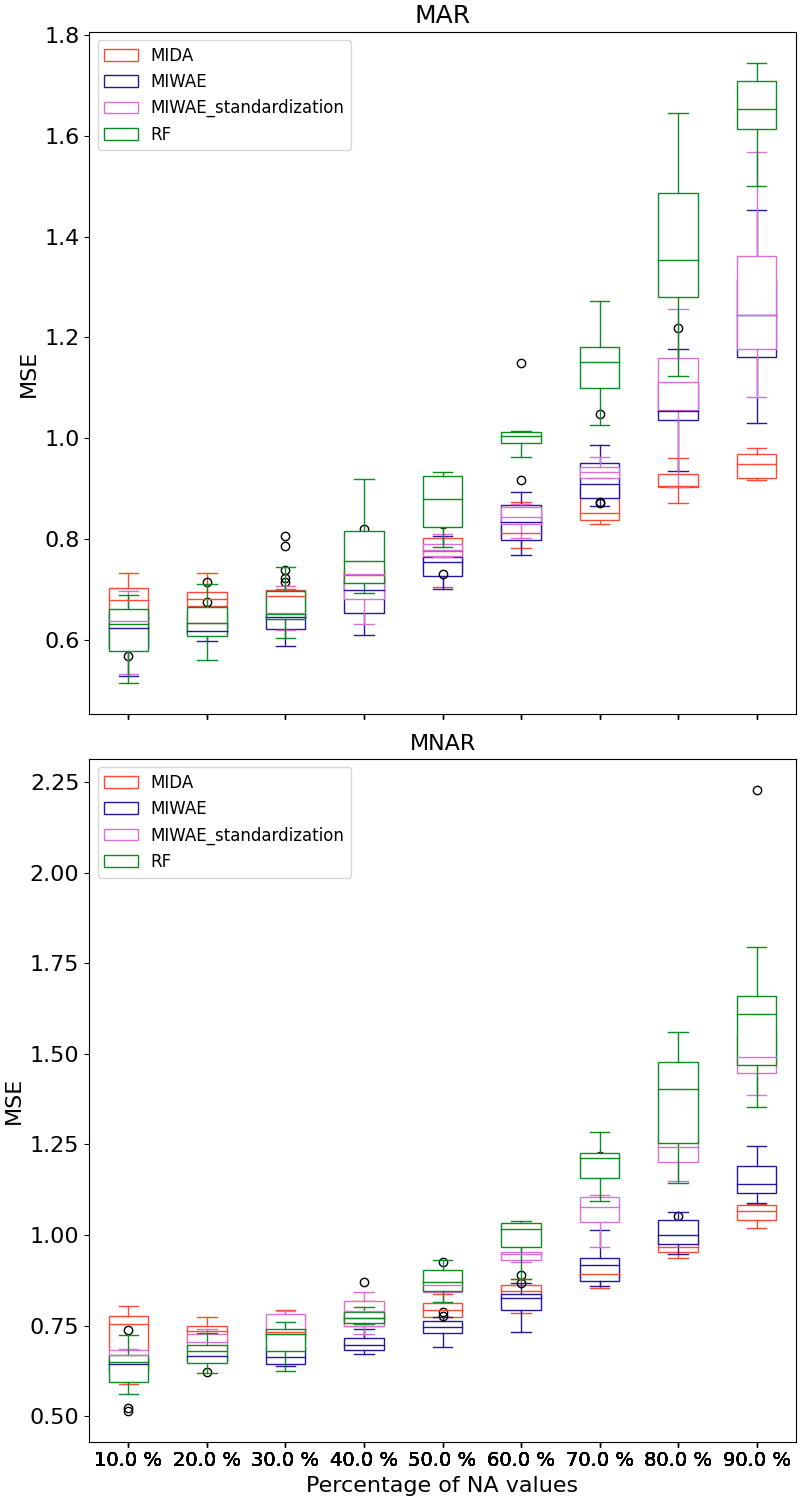 MAR
1.8
1.6
1.4
1.2
1.0
0.8
0.6
MSE
MIDA
MIWAE
MIWAE_standardization
RF
MNAR
2.25
2.00
1.75
1.50
1.25
1.00
0.75
0.50
MSE
MIDA
MIWAE
MIWAE_standardization
RF
10.0 % 20.0 % 30.0 % 40.0 % 50.0 % 60.0 % 70.0 % 80.0 % 90.0 %
Percentage of NA values